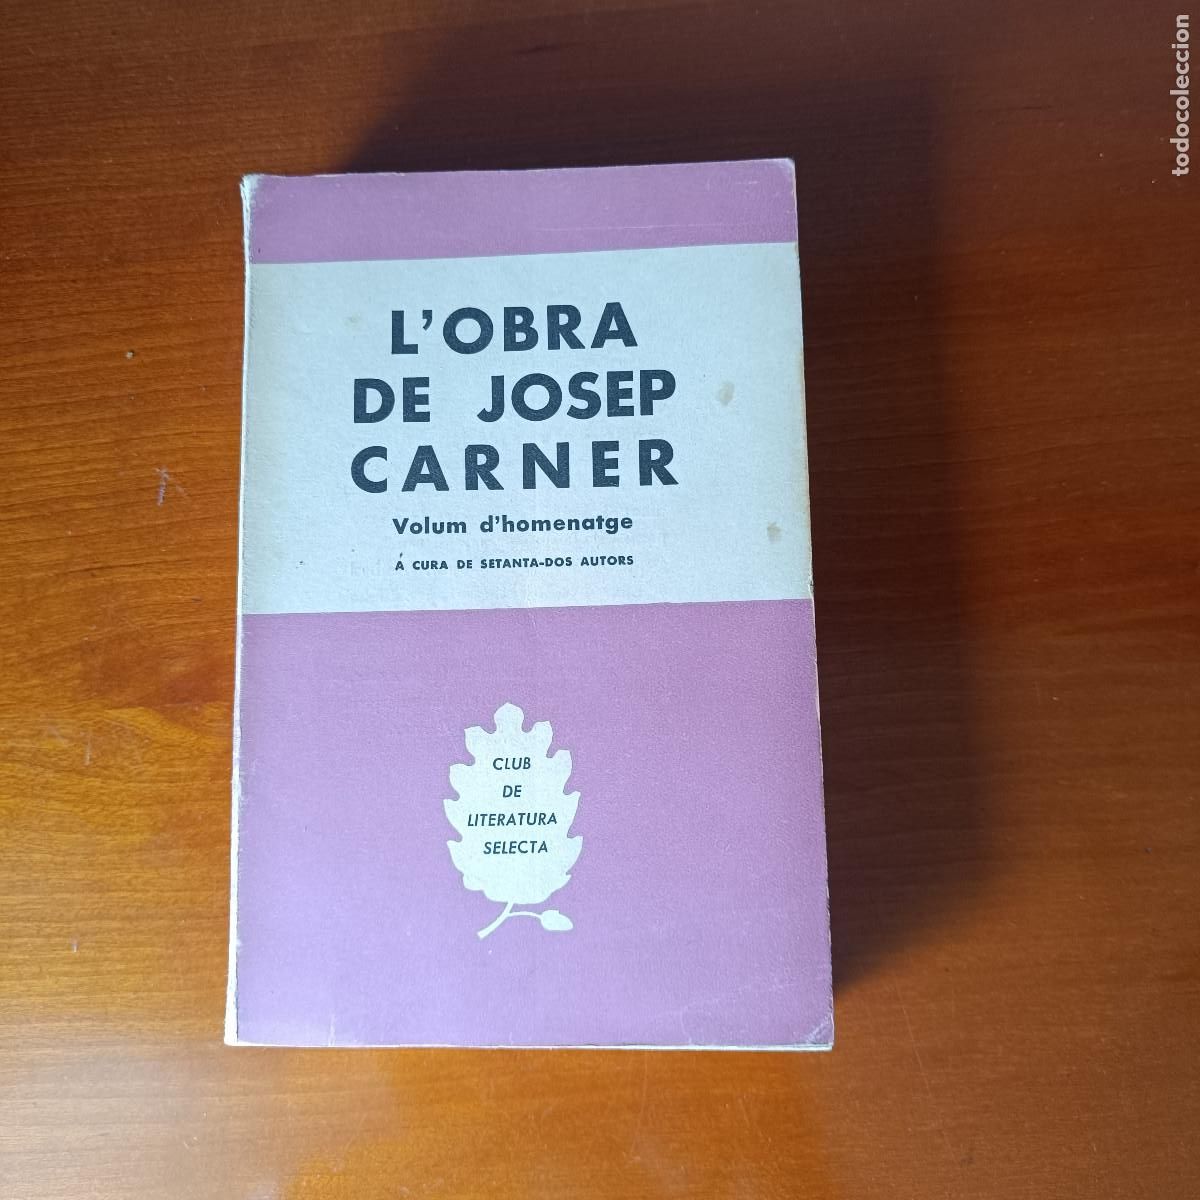 L'OBRA
DE JOSEP
CARNER
Volum d'homenatge
A CURA DE SETANTA-DOS AUTORS
CLUB
DE
LITERATURA
SELECTA
todocoleccion